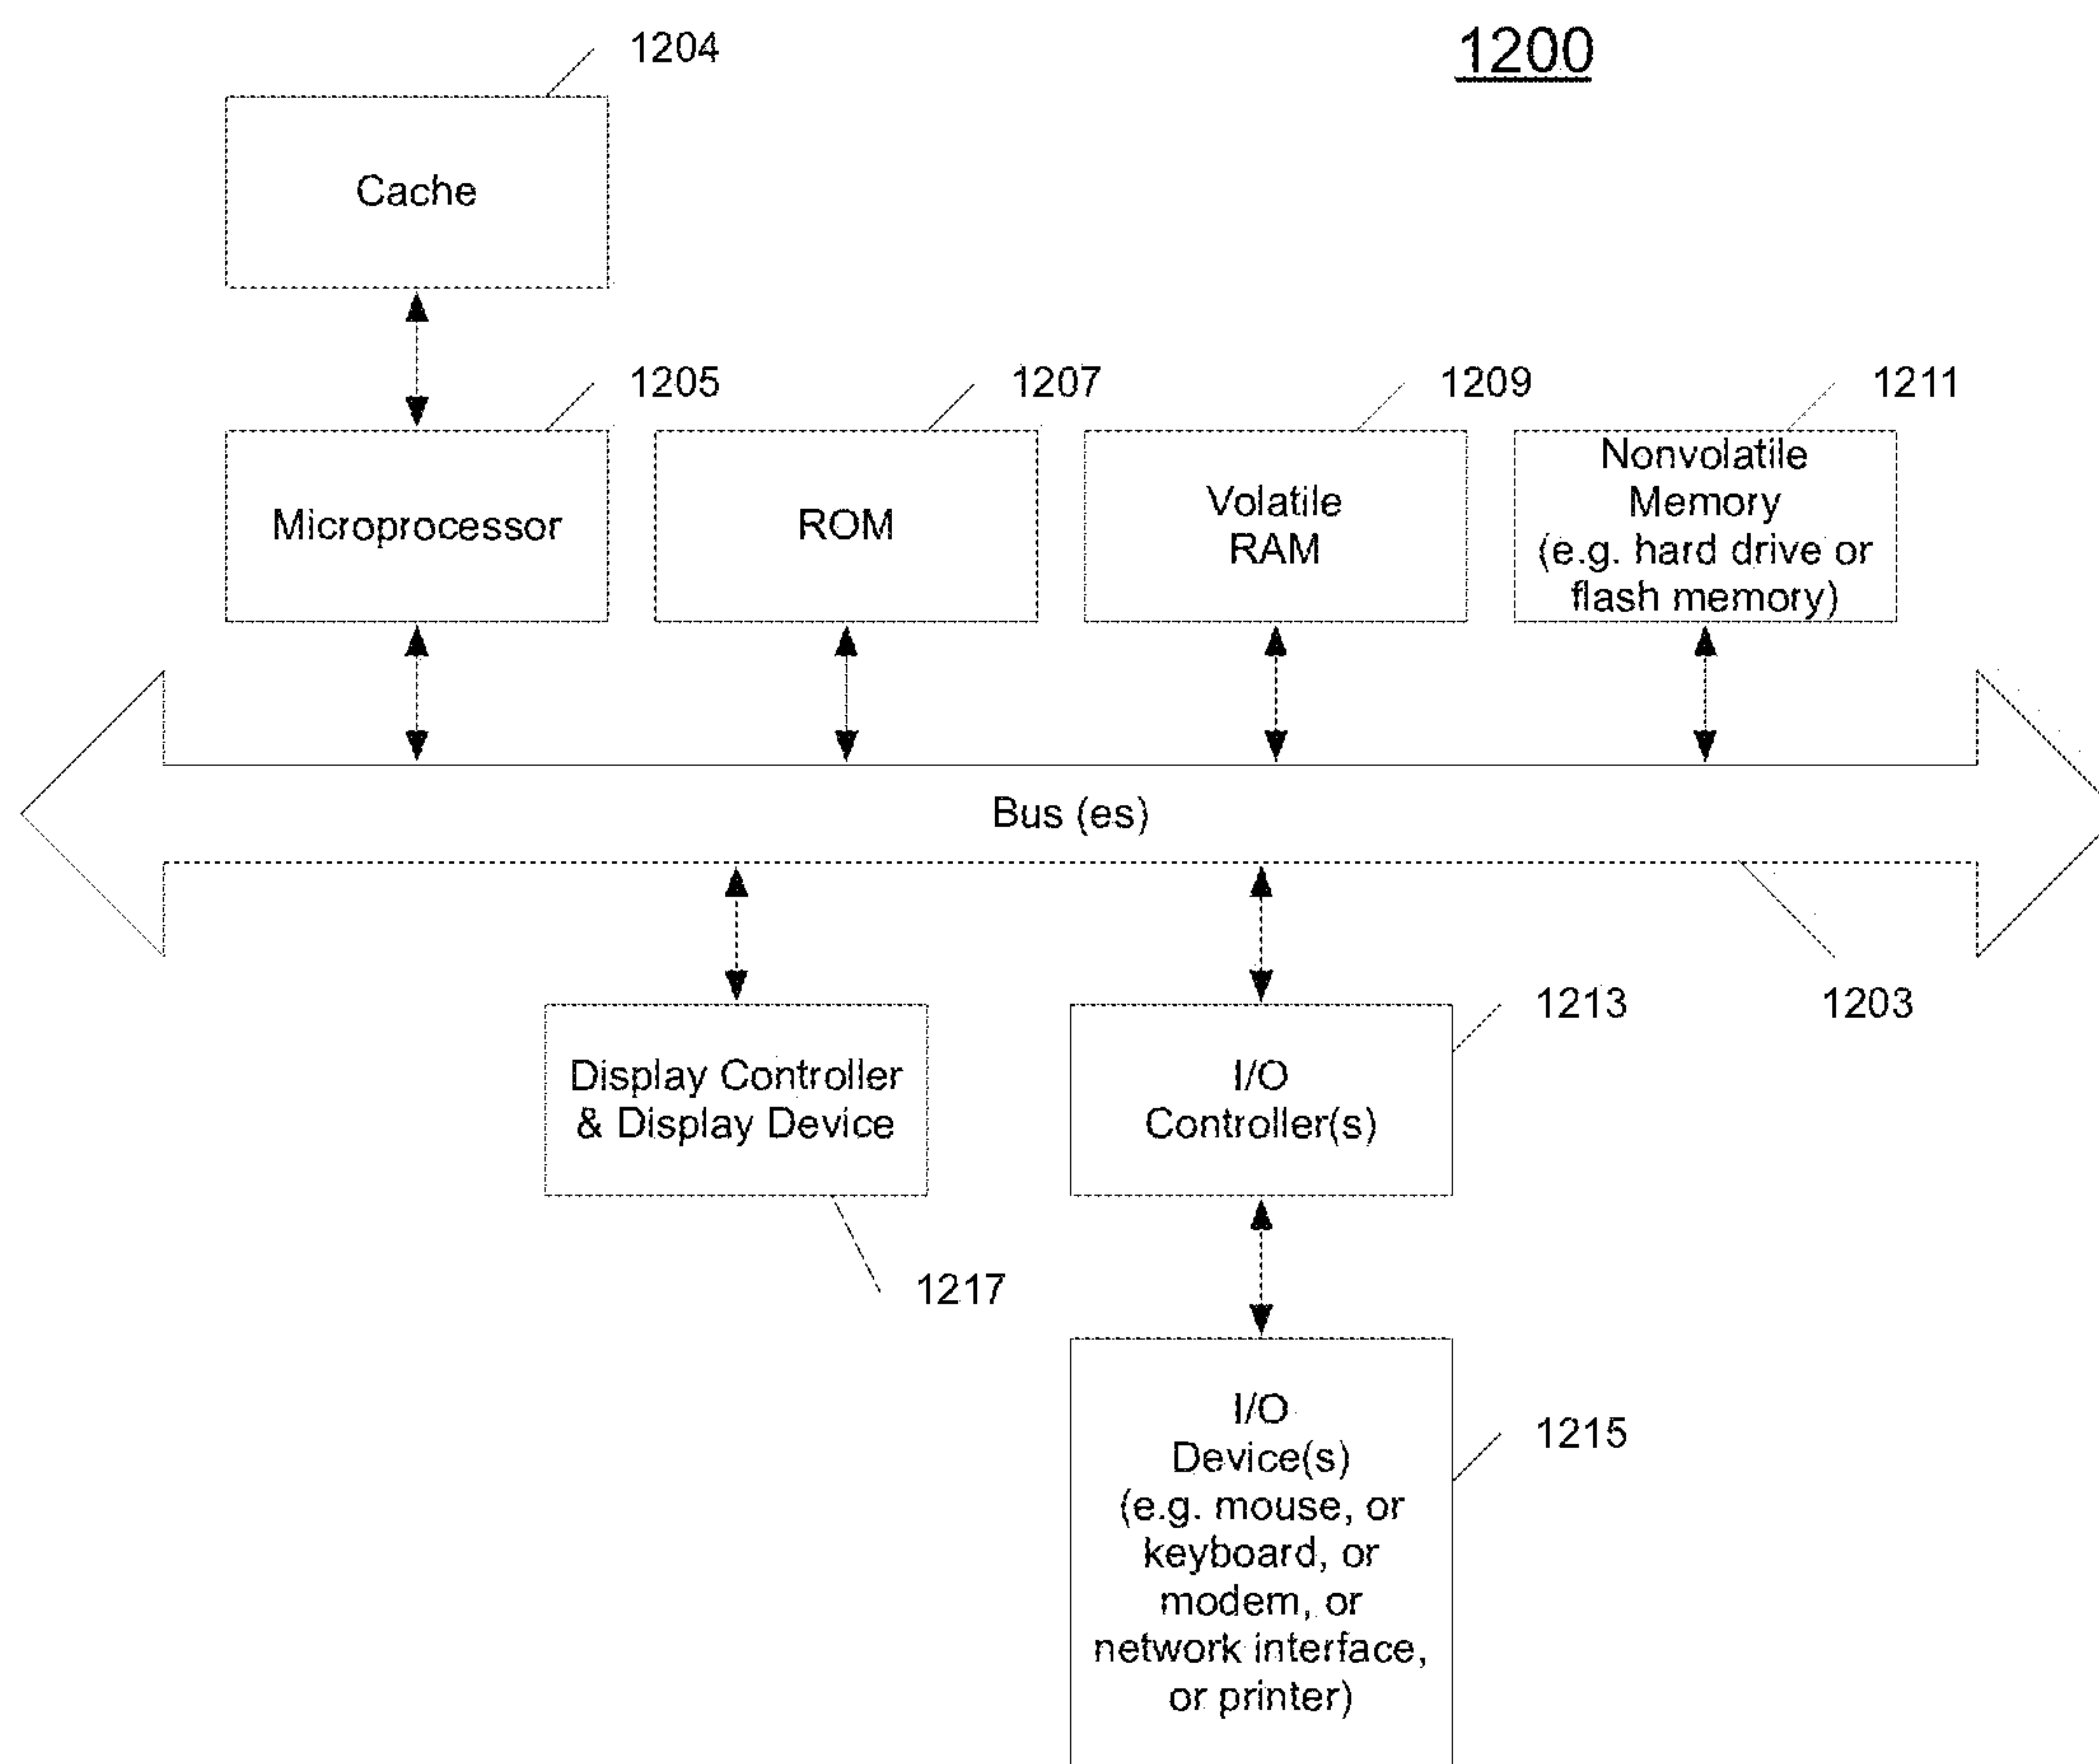 1204
1200
Cache
1205
1207
1209
1211
Microprocessor
ROM
Volatile
RAM
Nonvolatile
Memory
(e.g. hard drive or
flash memory)
Bus (es)
1213
1203
Display Controller
& Display Device
I/O
Controller(s)
1217
I/O
Device(s)
(e.g. mouse, or
keyboard, or
modem, or
network interface,
or printer)
1215